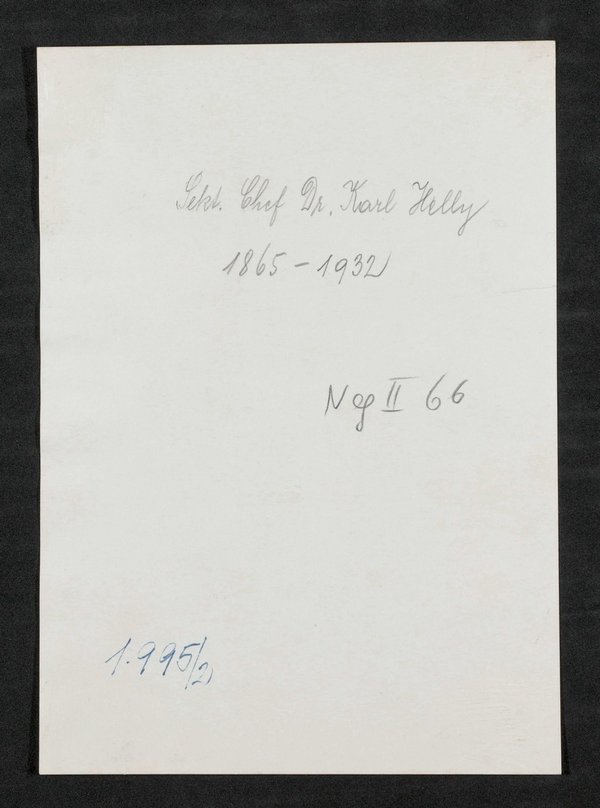 Sekt. Chef Dr. Karl Helly
1865-1932
Neg II 66
1.995/2)